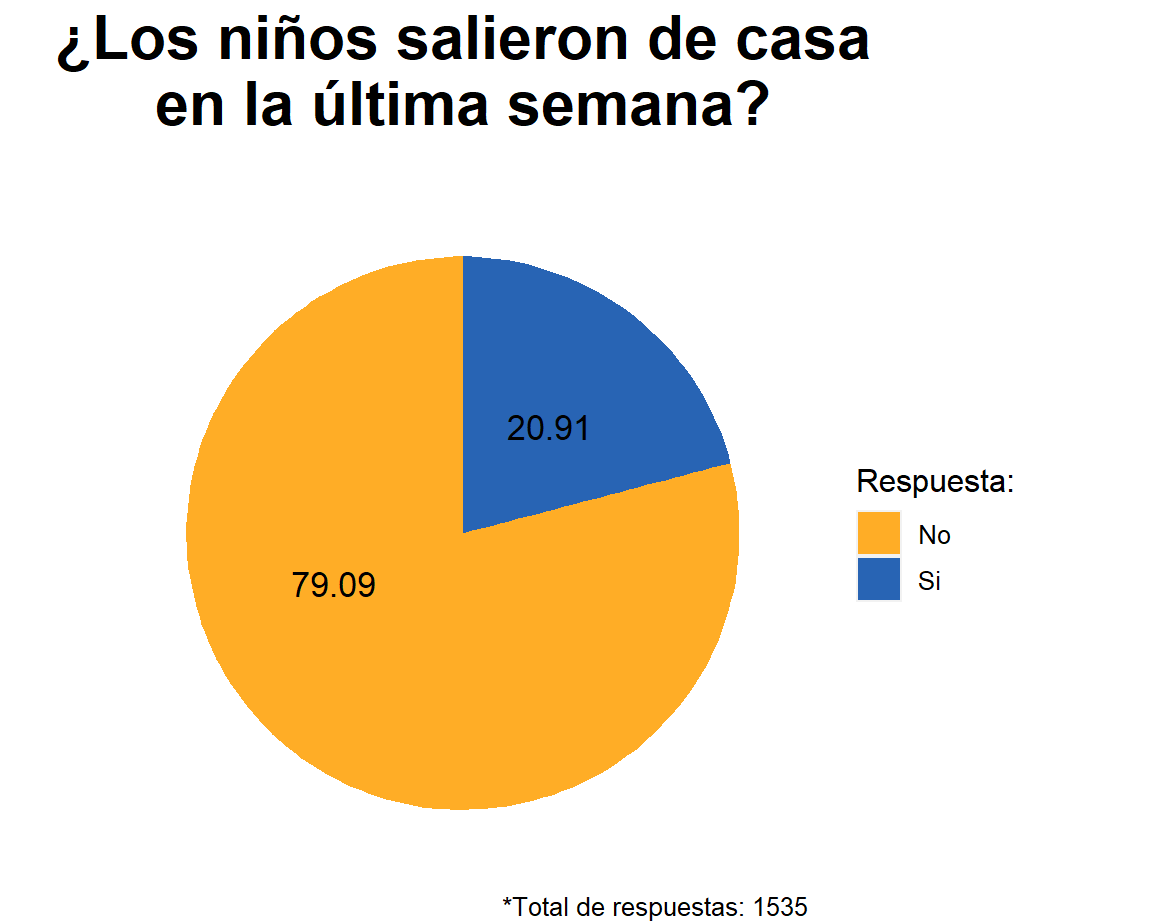 ¿Los niños salieron de casa
en la última semana?
20.91
79.09
Respuesta:
No
Si
*Total de respuestas: 1535